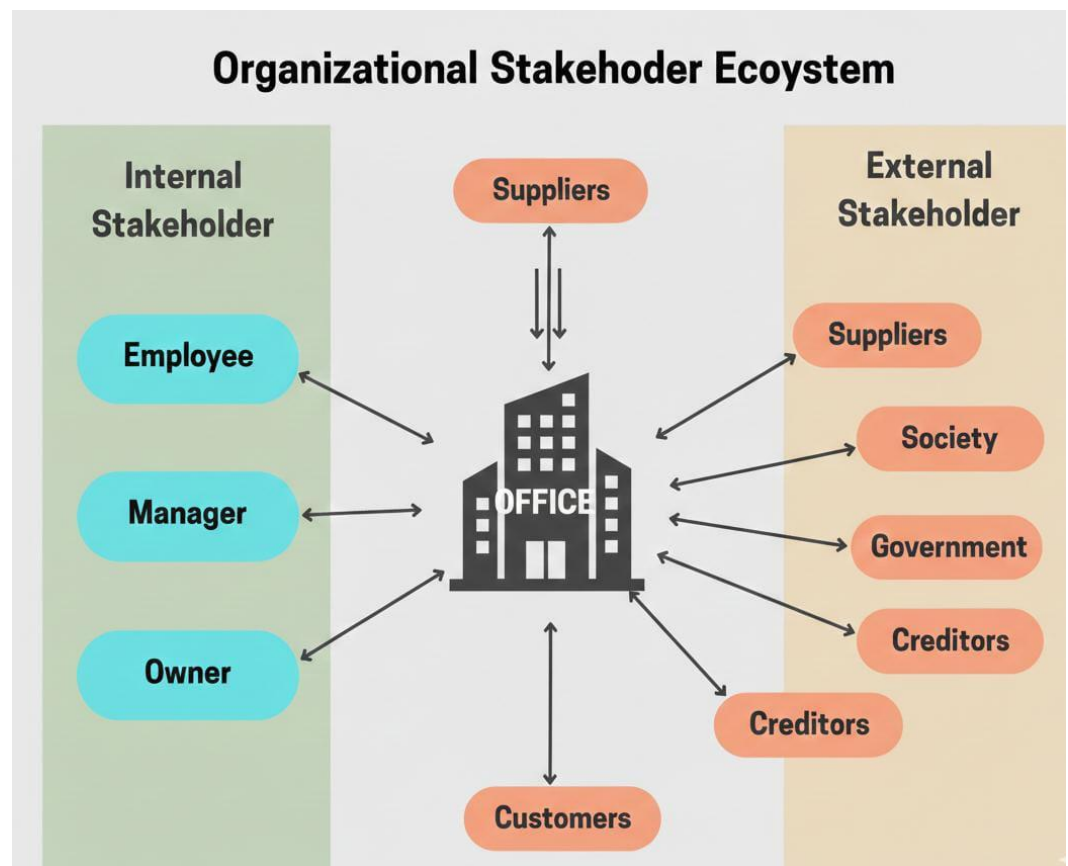 Organizational Stakehoder Ecoystem
Internal
Stakeholder
Employee
Manager
Owner
Suppliers
OFFICE
Customers
External
Stakeholder
Suppliers
Society
Government
Creditors
Creditors